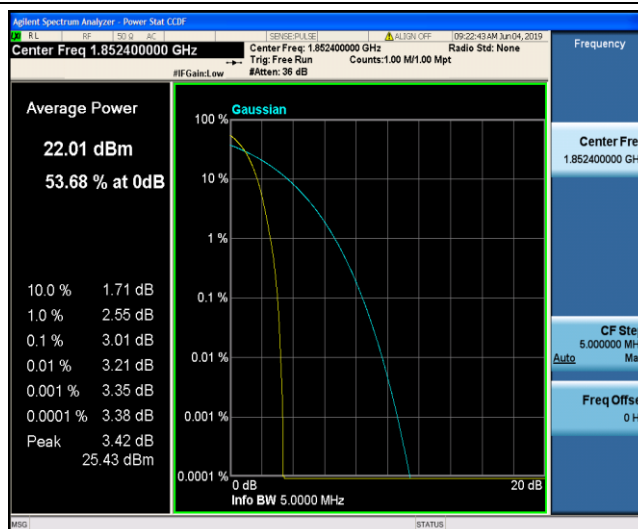 Agilent Spectrum Analyzer - Power Stat CCDF
RL RF 50 Ω AC SENSE:PULSE ALIGN OFF 09:22:43 AM Jun 04, 2019
Center Freq 1.852400000 GHz
Center Freq: 1.852400000 GHz Radio Std: None
Trig: Free Run Counts:1.00 M/1.00 Mpt
#IFGain:Low #Atten: 36 dB
Frequency
Average Power
22.01 dBm
53.68 % at 0dB
10.0 % 1.71 dB
1.0 % 2.55 dB
0.1 % 3.01 dB
0.01 % 3.21 dB
0.001 % 3.35 dB
0.0001 % 3.38 dB
Peak 3.42 dB
25.43 dBm
Gaussian
100 %
10 %
1 %
0.1 %
0.01 %
0.001 %
0.0001 %
0 dB 20 dB
Info BW 5.0000 MHz
Center Fre
1.852400000 GH
CF Ste
5.000000 MH
Auto Ma
Freq Offse
0 H
MSG STATUS